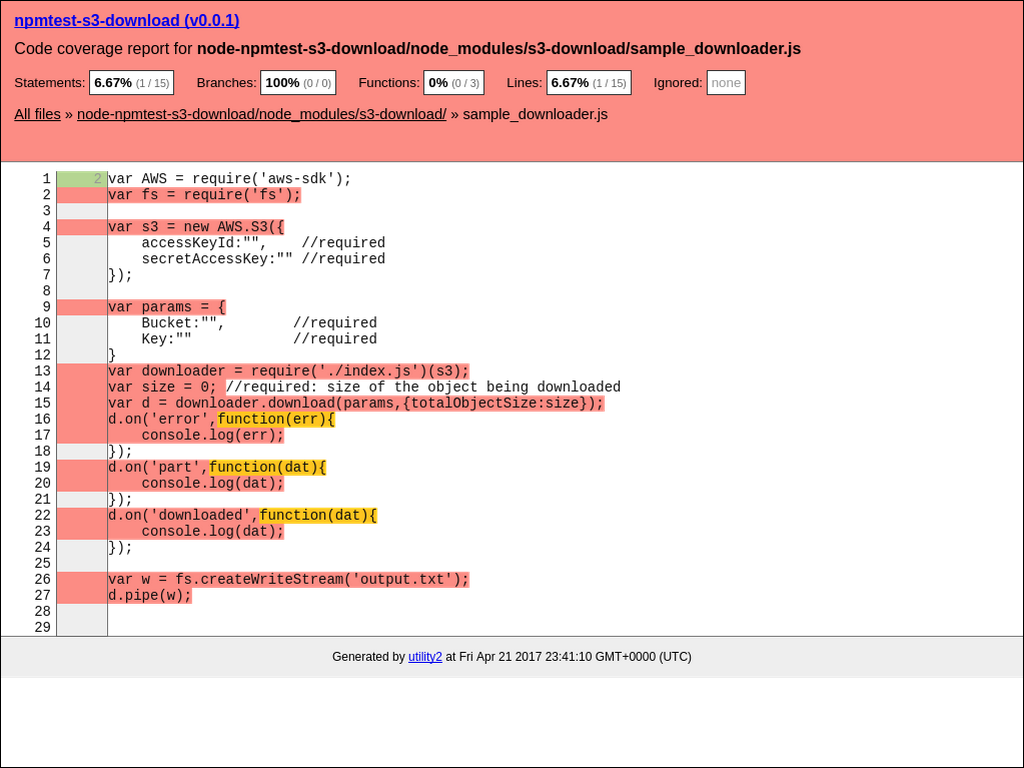 npmtest-s3-download (v0.0.1)
Code coverage report for node-npmtest-s3-download/node_modules/s3-download/sample_downloader.js
Statements: 6.67% (1 / 15) Branches: 100% (0 / 0) Functions: 0% (0 / 3) Lines: 6.67% (1 / 15) Ignored: none
All files » node-npmtest-s3-download/node_modules/s3-download/ » sample_downloader.js
1 2 var AWS = require('aws-sdk');
2 var fs = require('fs');
3
4 var s3 = new AWS.S3({
5     accessKeyId:"",    //required
6     secretAccessKey:"" //required
7 });
8
9 var params = {
10     Bucket:"",        //required
11     Key:""            //required
12 }
13 var downloader = require('./index.js')(s3);
14 var size = 0; //required: size of the object being downloaded
15 var d = downloader.download(params,{totalObjectSize:size});
16 d.on('error',function(err){
17     console.log(err);
18 });
19 d.on('part',function(dat){
20     console.log(dat);
21 });
22 d.on('downloaded',function(dat){
23     console.log(dat);
24 });
25
26 var w = fs.createWriteStream('output.txt');
27 d.pipe(w);
28
29
Generated by utility2 at Fri Apr 21 2017 23:41:10 GMT+0000 (UTC)